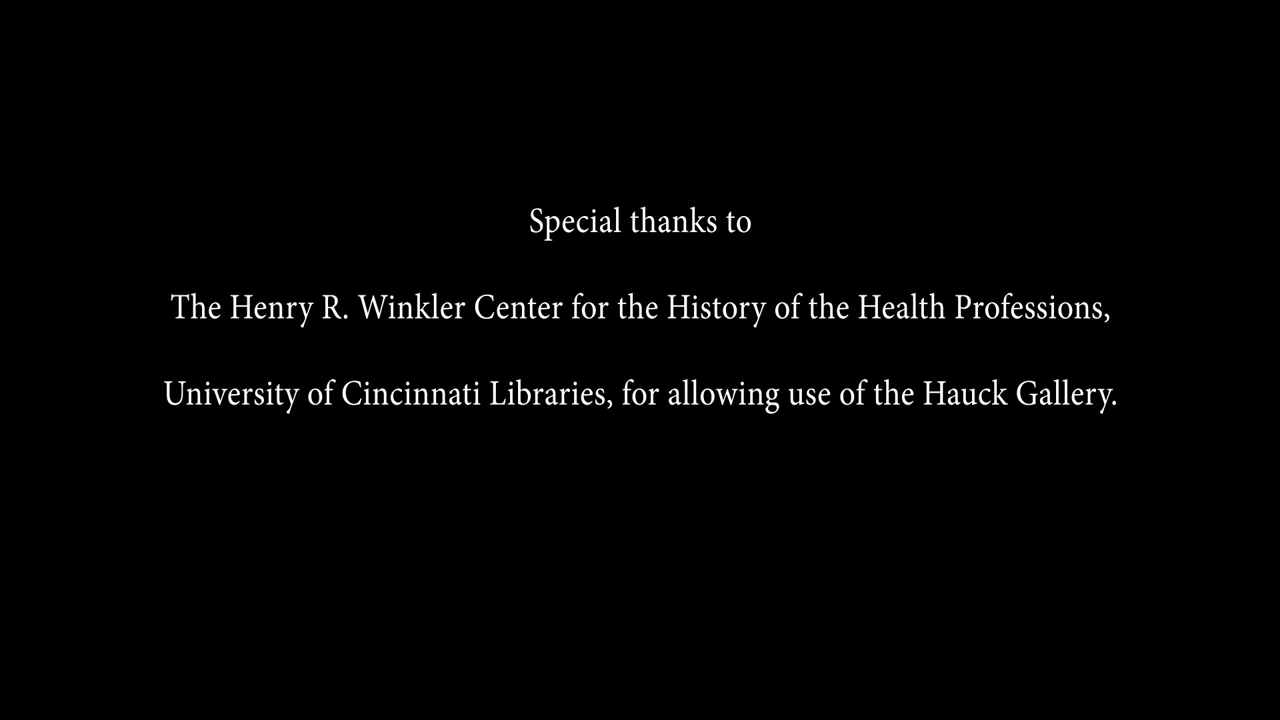 Special thanks to
The Henry R. Winkler Center for the History of the Health Professions,
University of Cincinnati Libraries, for allowing use of the Hauck Gallery.